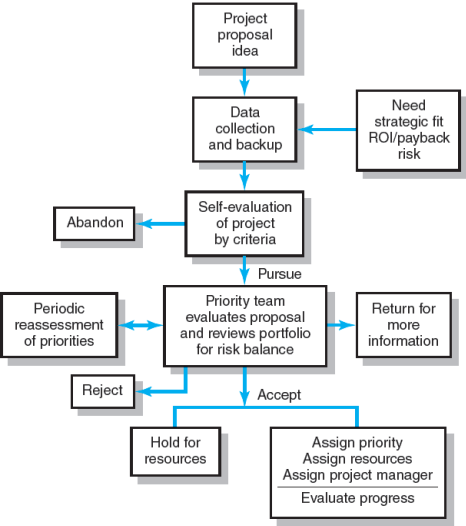 Project
proposal
idea
Data
collection
and backup
Need
strategic fit
ROI/payback
risk
Abandon
Self-evaluation
of project
by criteria
Pursue
Periodic
reassessment
of priorities
Priority team
evaluates proposal
and reviews portfolio
for risk balance
Return for
more
information
Reject
Accept
Hold for
resources
Assign priority
Assign resources
Assign project manager
Evaluate progress